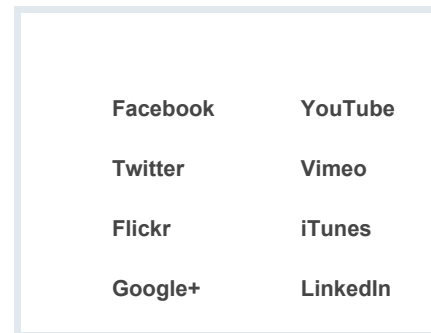 Facebook YouTube
Twitter Vimeo
Flickr iTunes
Google+ LinkedIn